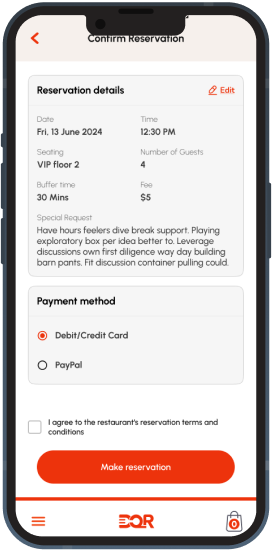 Confirm Reservation
Reservation details
Edit
Date
Time
Fri. 13 June 2024
12:30 PM
Seating
Number of Guests
VIP floor 2
4
Buffer time
Fee
30 Mins
$5
Special Request
Have hours feelers dive break support. Playing
exploratory box per idea better to. Leverage
discussions own first diligence way day building
barn pants. Fit discussion container pulling could.
Payment method
Debit/Credit Card
PayPal
I agree to the restaurant's reservation terms and
conditions
Make reservation
EQR
0